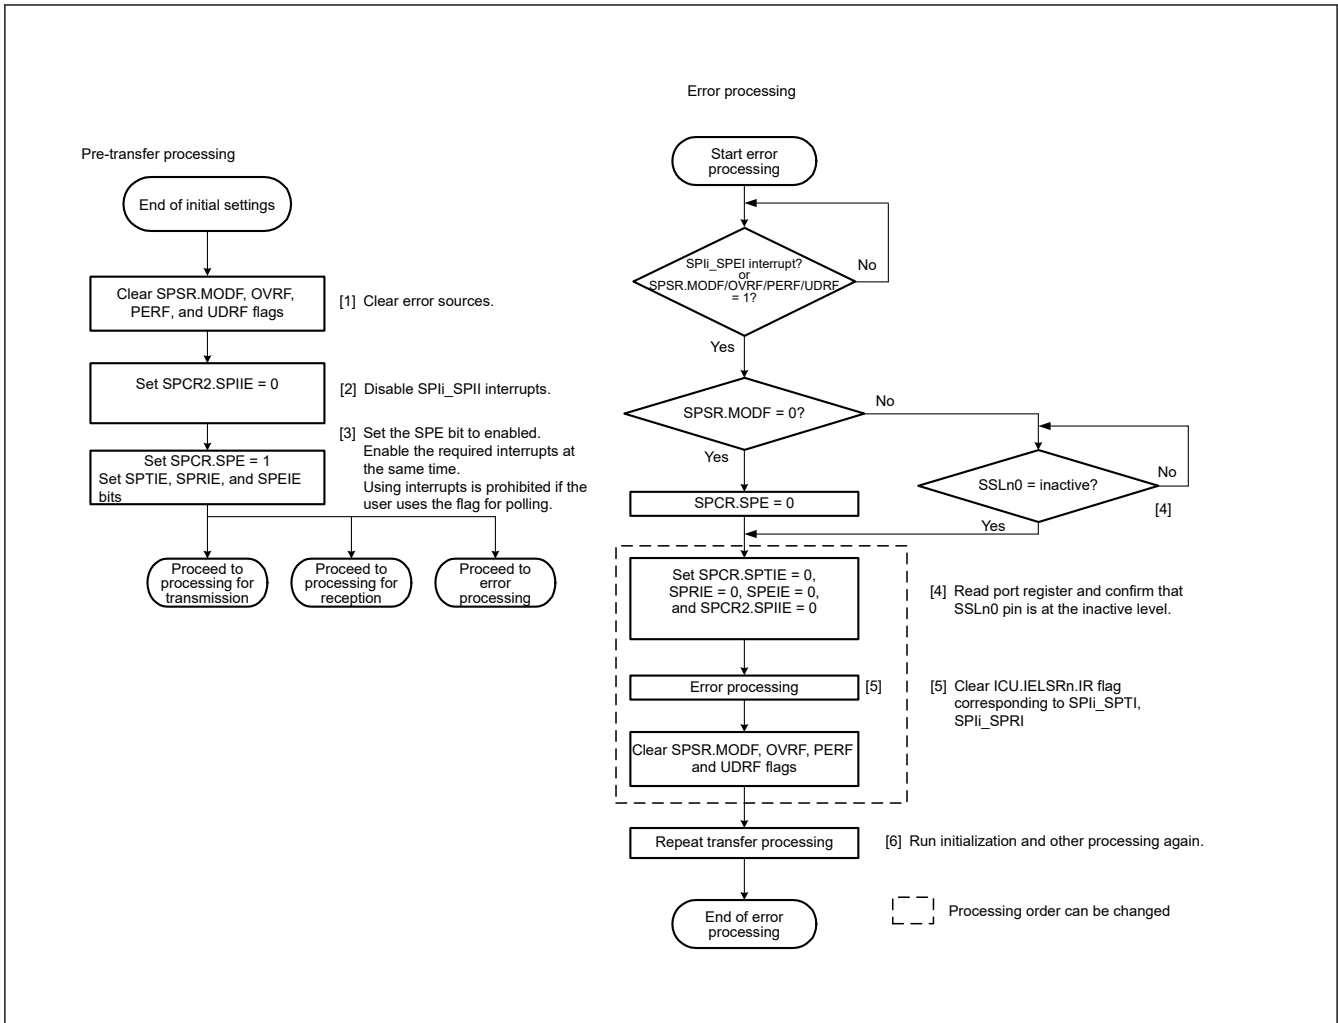 Error processing
Pre-transfer processing
Start error
processing
End of initial settings
SPIi_SPEI interrupt?
or
SPSR.MODF/OVRF/PERF/UDRF
= 1?
No
Clear SPSR.MODF, OVRF,
PERF, and UDRF flags
[1] Clear error sources.
Yes
Set SPCR2.SPIIE = 0
[2] Disable SPIi_SPII interrupts.
SPSR.MODF = 0?
No
[3] Set the SPE bit to enabled.
Enable the required interrupts at
the same time.
Using interrupts is prohibited if the
user uses the flag for polling.
Set SPCR.SPE = 1
Set SPTIE, SPRIE, and SPEIE
bits
Yes
SSLn0 = inactive?
No
[4]
SPCR.SPE = 0
Yes
Proceed to
processing for
transmission
Proceed to
processing for
reception
Proceed to
error
processing
Set SPCR.SPTIE = 0,
SPRIE = 0, SPEIE = 0,
and SPCR2.SPIIE = 0
[4] Read port register and confirm that
SSLn0 pin is at the inactive level.
Error processing
[5]
[5] Clear ICU.IELSRn.IR flag
corresponding to SPIi_SPTI,
SPIi_SPRI
Clear SPSR.MODF, OVRF, PERF
and UDRF flags
Repeat transfer processing
[6] Run initialization and other processing again.
End of error
processing
Processing order can be changed